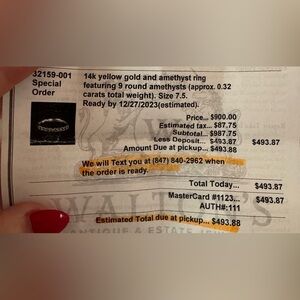 32159-001 14k yellow gold and amethyst ring
Special featuring 9 round amethysts (approx. 0.32
Order carats total weight). Size 7.5.
Ready by 12/27/2023(estimated).
Price... $900.00
Estimated tax... $87.75
Subtotal... $987.75
Less Deposit... -$493.87 $493.87
Amount Due at pickup... $493.88
We will Text you at (847) 840-2962 when
the order is ready.
Total Today... $493.87
MasterCard #1123... $493.87
AUTH#:111
WALTON'S
Estimated Total due at pickup... $493.88
ANTIQUE & ESTATE